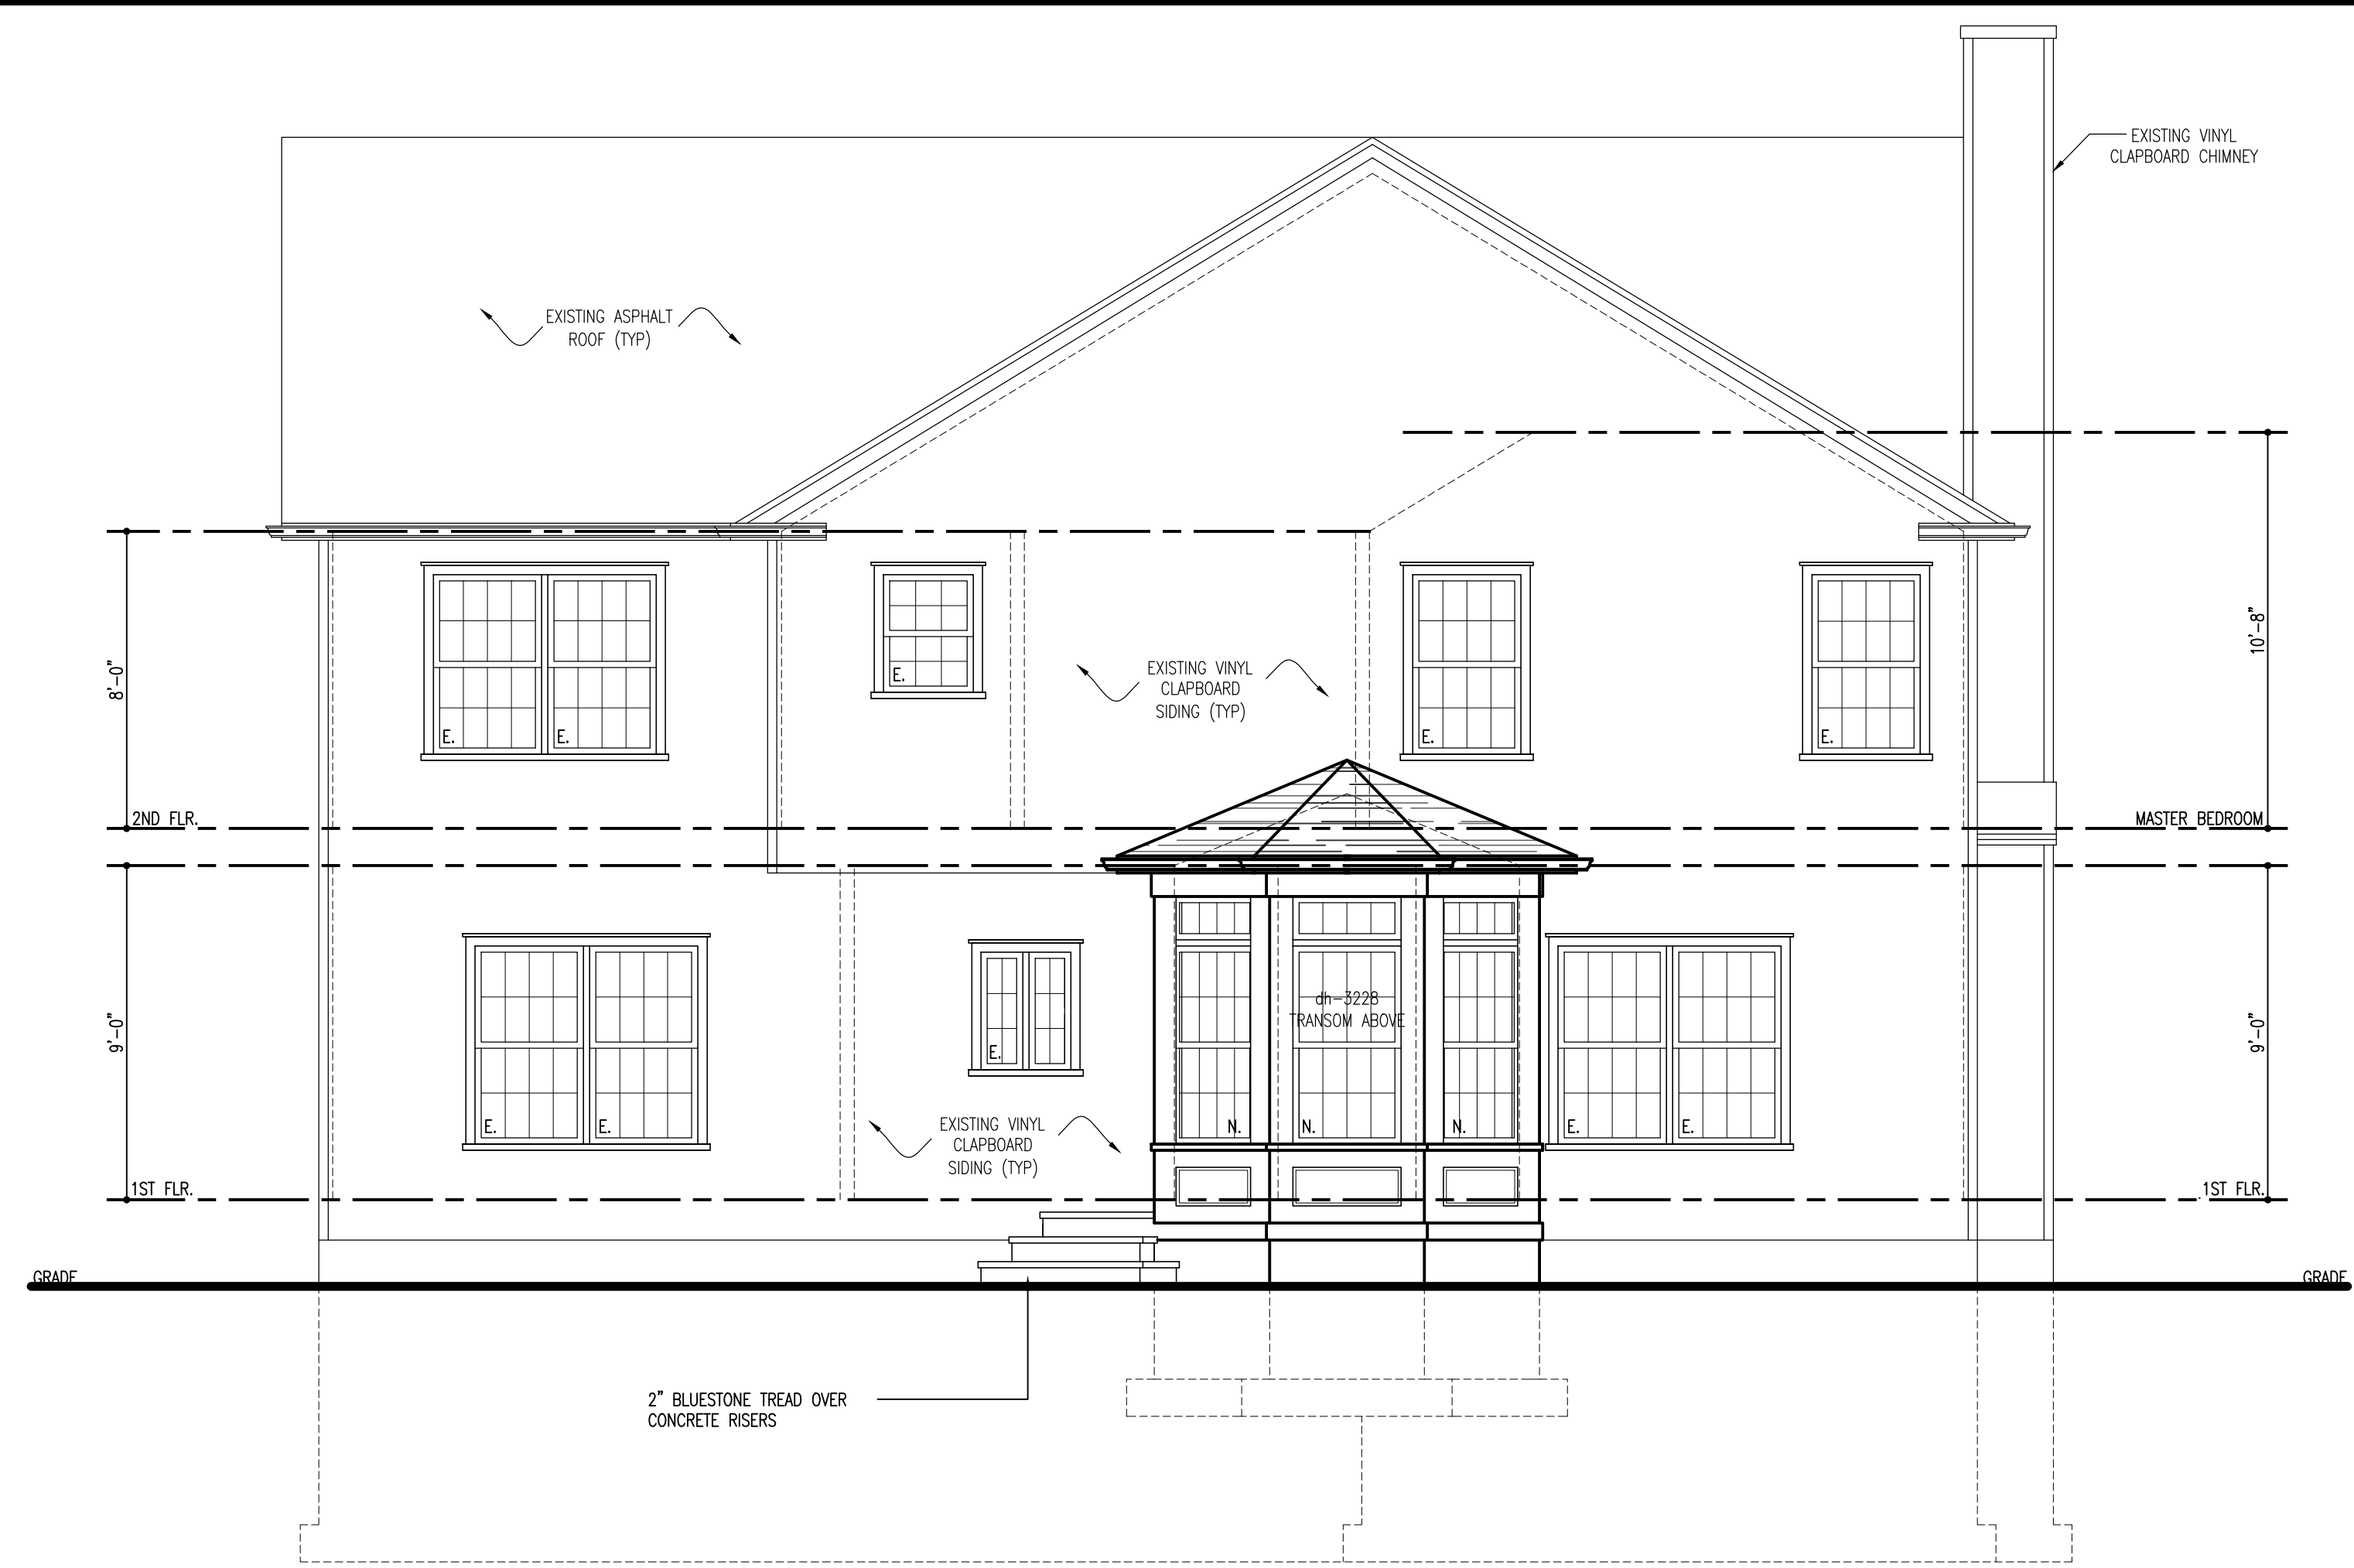 EXISTING VINYL
CLAPBOARD CHIMNEY
EXISTING ASPHALT
ROOF (TYP)
8'-0"
10'-8"
E.
E.
E.
E.
E.
EXISTING VINYL
CLAPBOARD
SIDING (TYP)
2ND FLR.
MASTER BEDROOM
9'-0"
9'-0"
dh-3228
TRANSOM ABOVE
E.
E.
E.
N.
N.
N.
E.
E.
EXISTING VINYL
CLAPBOARD
SIDING (TYP)
1ST FLR.
1ST FLR.
GRADE
GRADE
2" BLUESTONE TREAD OVER
CONCRETE RISERS